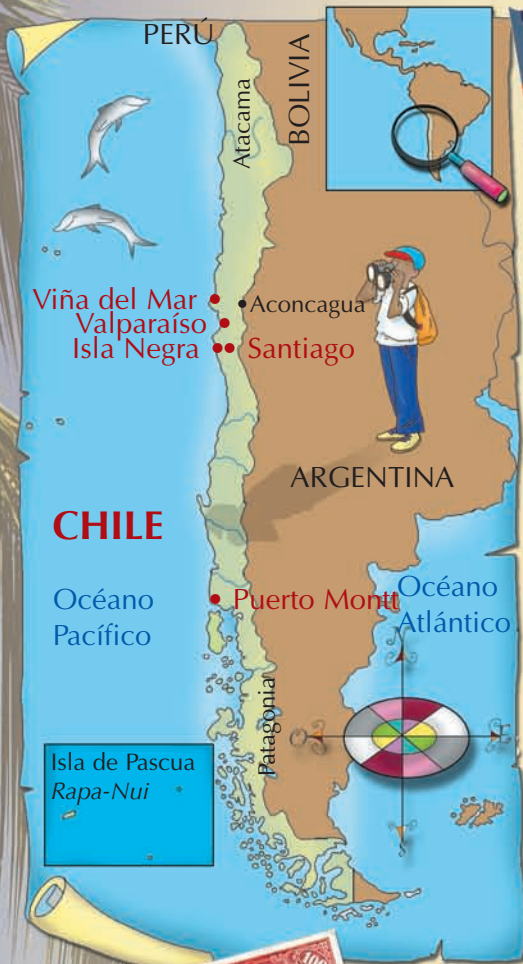 PERÚ
BOLIVIA
Atacama
Viña del Mar
Aconcagua
Valparaíso
Isla Negra
Santiago
ARGENTINA
CHILE
Océano
Pacífico
Puerto Montt
Océano
Atlántico
Patagonia
N
O
E
S
Isla de Pascua
Rapa-Nui
100